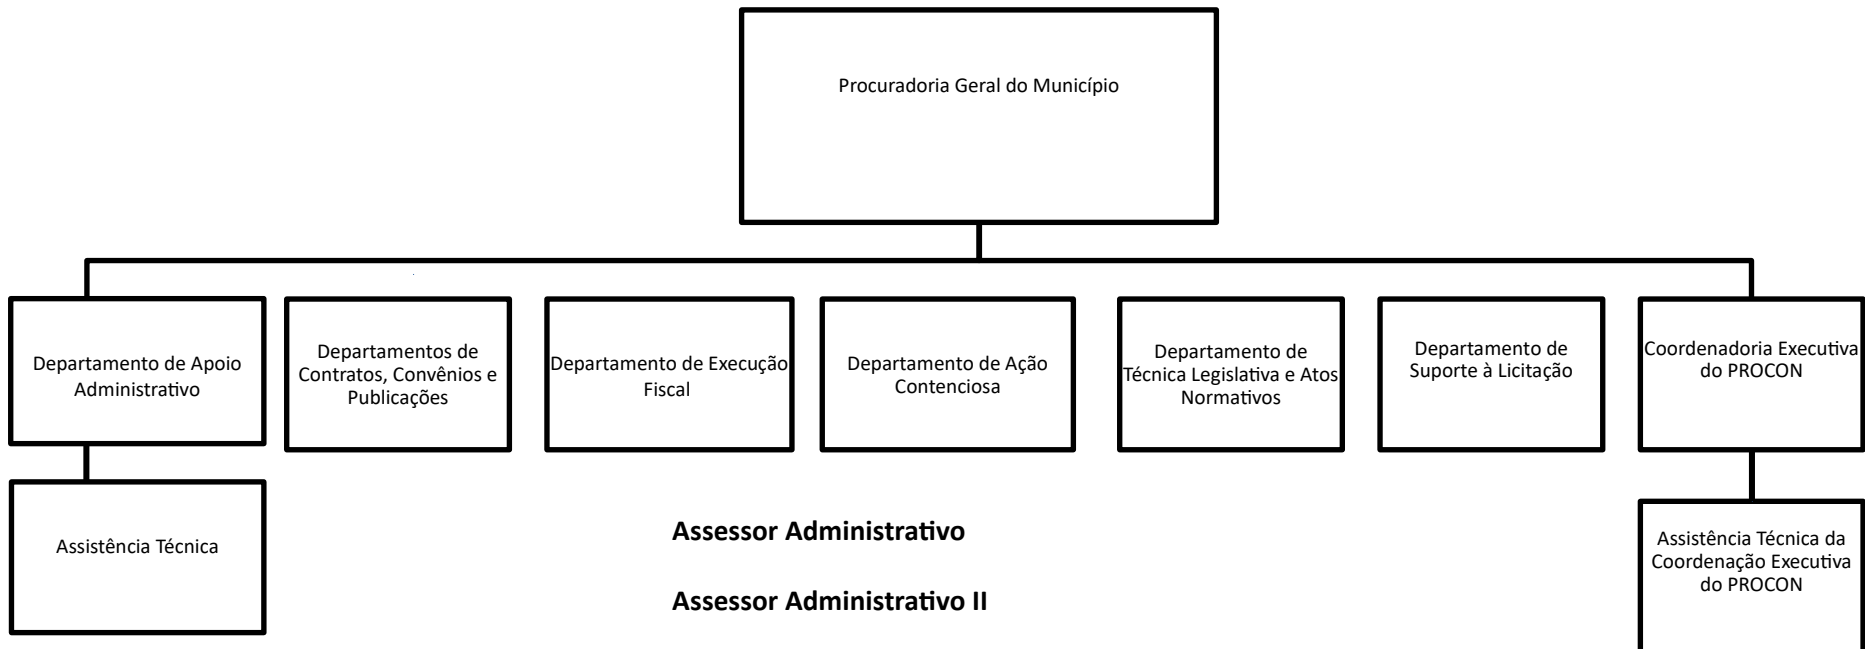 Procuradoria Geral do Município
Departamento de Apoio
Administrativo
Departamentos de
Contratos, Convênios e
Publicações
Departamento de Execução
Fiscal
Departamento de Ação
Contenciosa
Departamento de
Técnica Legislativa e Atos
Normativos
Departamento de
Suporte à Licitação
Coordenadoria Executiva
do PROCON
Assistência Técnica
Assessor Administrativo
Assessor Administrativo II
Assistência Técnica da
Coordenação Executiva
do PROCON